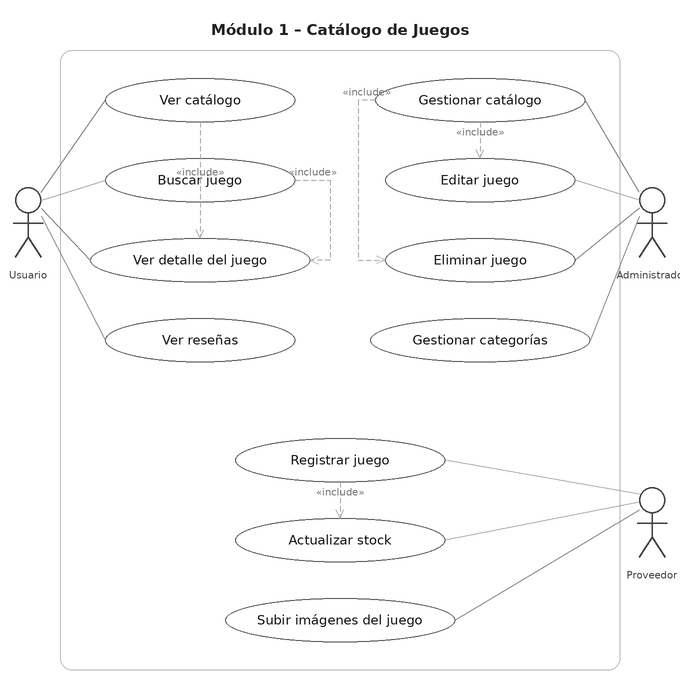 Módulo 1 – Catálogo de Juegos
Ver catálogo
«include»
Gestionar catálogo
«include»
«include»
Buscar juego
«include»
Editar juego
Usuario
Ver detalle del juego
Eliminar juego
Administrado
Ver reseñas
Gestionar categorías
Registrar juego
«include»
Actualizar stock
Proveedor
Subir imágenes del juego